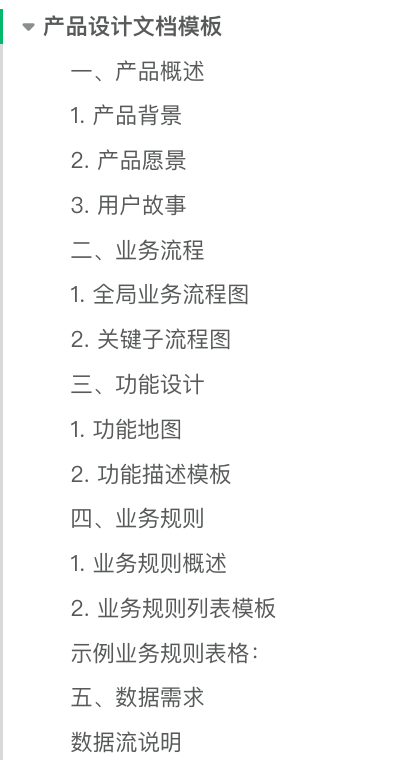 产品设计文档模板
一、产品概述
1. 产品背景
2. 产品愿景
3. 用户故事
二、业务流程
1. 全局业务流程图
2. 关键子流程图
三、功能设计
1. 功能地图
2. 功能描述模板
四、业务规则
1. 业务规则概述
2. 业务规则列表模板
示例业务规则表格：
五、数据需求
数据流说明